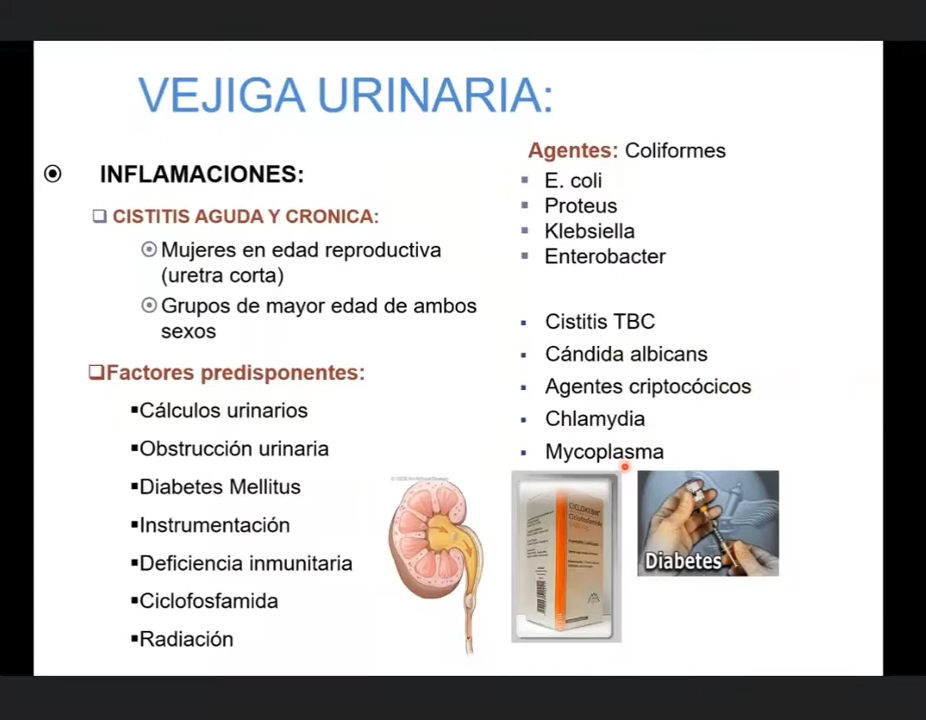 VEJIGA URINARIA:
INFLAMACIONES:
CISTITIS AGUDA Y CRONICA:
Mujeres en edad reproductiva
(uretra corta)
Grupos de mayor edad de ambos
sexos
Factores predisponentes:
Cálculos urinarios
Obstrucción urinaria
Diabetes Mellitus
Instrumentación
Deficiencia inmunitaria
Ciclofosfamida
Radiación
Agentes: Coliformes
E. coli
Proteus
Klebsiella
Enterobacter
Cistitis TBC
Cándida albicans
Agentes criptocócicos
Chlamydia
Mycoplasma
Ciclofosfamida
Diabetes